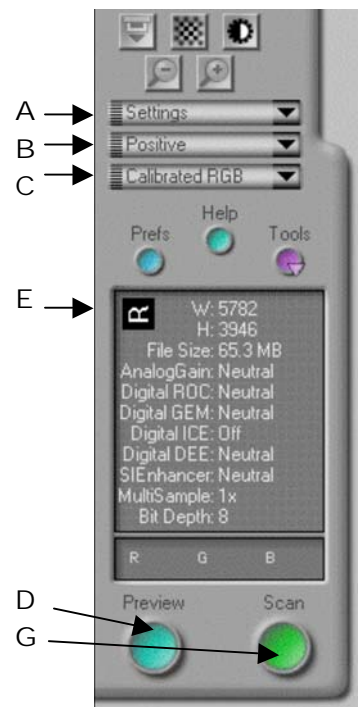 A Settings
B Positive
C Calibrated RGB
Help
Prefs Tools
E R W: 5782
H: 3946
File Size: 65.3 MB
AnalogGain: Neutral
Digital ROC: Neutral
Digital GEM: Neutral
Digital ICE: Off
Digital DEE: Neutral
SIEnhancer: Neutral
MultiSample: 1x
Bit Depth: 8
R G B
D Preview Scan
G